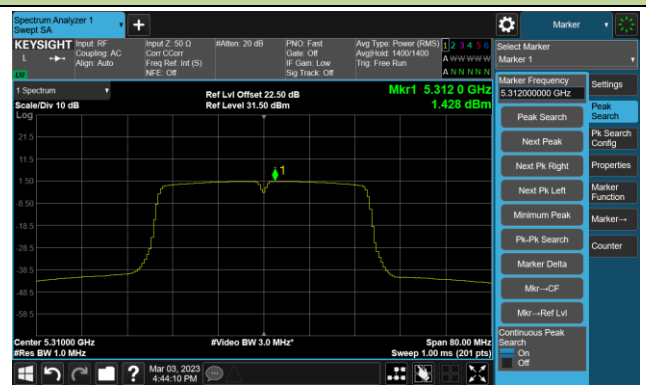 Spectrum Analyzer 1
Swept SA
Marker
KEYSIGHT
L
LW
Input: RF
Coupling: AC
Align: Auto
Input Z: 50 Ω
Corr CCorr
Freq Ref: Int (S)
NFE: Off
#Atten: 20 dB
PNO: Fast
Gate: Off
IF Gain: Low
Sig Track: Off
Avg Type: Power (RMS)
Avg|Hold: 1400/1400
Trig: Free Run
1 2 3 4 5 6
A W W W W W
A N N N N N
Select Marker
Marker 1
1 Spectrum
Scale/Div 10 dB
Log
Ref Lvl Offset 22.50 dB
Ref Level 31.50 dBm
Mkr1 5.312 0 GHz
1.428 dBm
Marker Frequency
5.312000000 GHz
Settings
Peak Search
Peak
Search
Next Peak
Pk Search
Config
Next Pk Right
Properties
Next Pk Left
Marker
Function
Minimum Peak
Marker→
Pk-Pk Search
Counter
Marker Delta
Mkr→CF
Mkr→Ref Lvl
Continuous Peak
Search
On
Off
21.5
11.5
1.50
-8.50
-18.5
-28.5
-38.5
-48.5
-58.5
1
Center 5.31000 GHz
#Res BW 1.0 MHz
#Video BW 3.0 MHz*
Span 80.00 MHz
Sweep 1.00 ms (201 pts)
?
Mar 03, 2023
4:44:10 PM